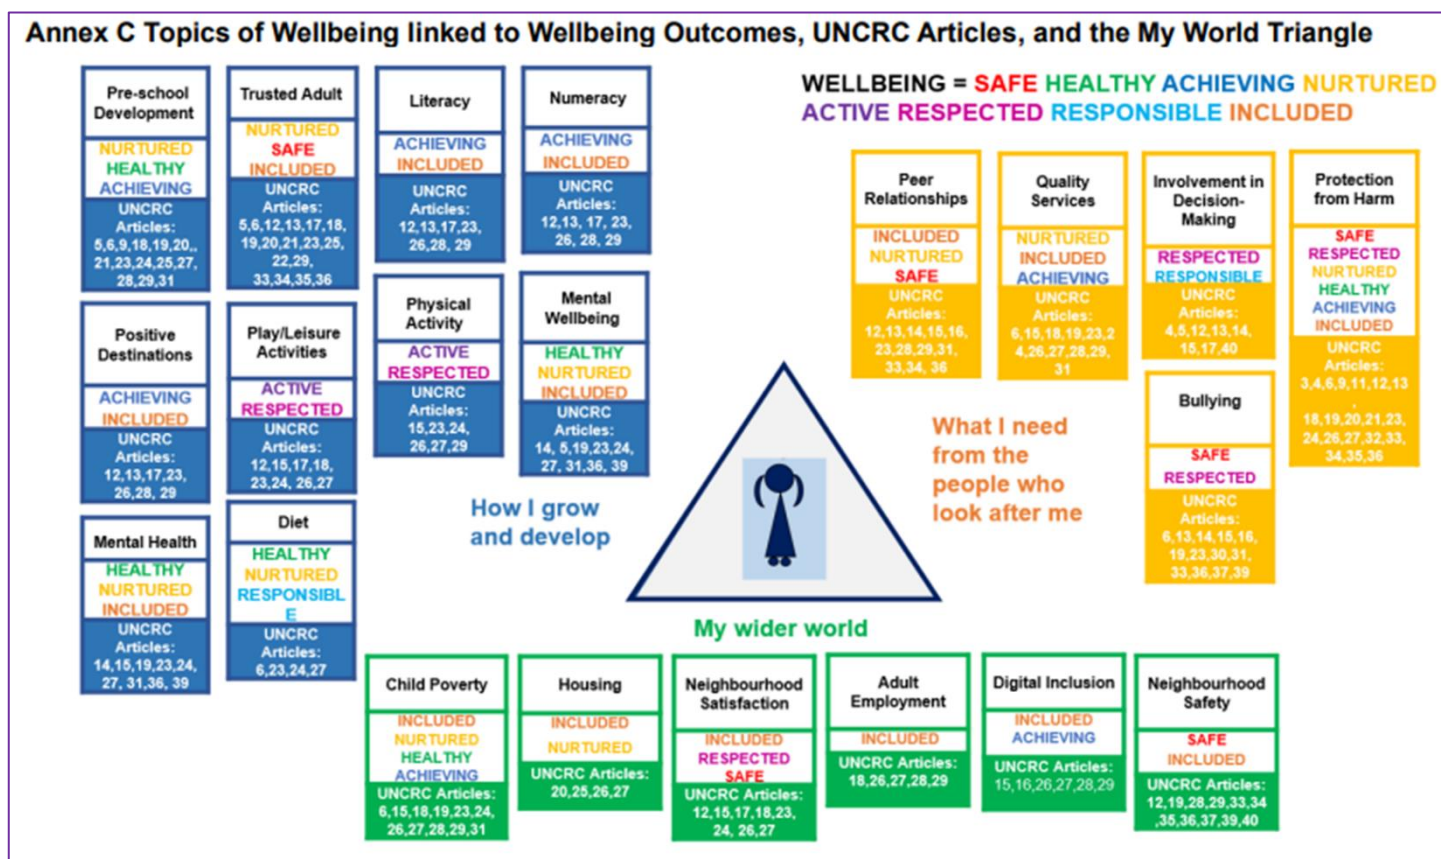 Annex C Topics of Wellbeing linked to Wellbeing Outcomes, UNCRC Articles, and the My World Triangle
WELLBEING = SAFE HEALTHY ACHIEVING NURTURED
ACTIVE RESPECTED RESPONSIBLE INCLUDED
Pre-school
Development
NURTURED
HEALTHY
ACHIEVING
UNCRC
Articles:
5,6,9,18,19,20,,
21,23,24,25,27,
28,29,31
Trusted Adult
NURTURED
SAFE
INCLUDED
UNCRC
Articles:
5,6,12,13,17,18,
19,20,21,23,25,
22,29,
33,34,35,36
Literacy
ACHIEVING
INCLUDED
UNCRC
Articles:
12,13,17,23,
26,28, 29
Numeracy
ACHIEVING
INCLUDED
UNCRC
Articles:
12,13, 17, 23,
26, 28, 29
Positive
Destinations
ACHIEVING
INCLUDED
UNCRC
Articles:
12,13,17,23,
26,28, 29
Play/Leisure
Activities
ACTIVE
RESPECTED
UNCRC
Articles:
12,15,17,18,
23,24, 26,27
Physical
Activity
ACTIVE
RESPECTED
UNCRC
Articles:
15,23,24,
26,27,29
Mental
Wellbeing
HEALTHY
NURTURED
INCLUDED
UNCRC
Articles:
14, 5,19,23,24,
27, 31,36, 39
Mental Health
HEALTHY
NURTURED
INCLUDED
UNCRC
Articles:
14,15,19,23,24,
27, 31,36, 39
Diet
HEALTHY
NURTURED
RESPONSIBL
E
UNCRC
Articles:
6,23,24,27
How I grow
and develop
Peer
Relationships
INCLUDED
NURTURED
SAFE
UNCRC
Articles:
12,13,14,15,16,
23,28,29,31,
33,34, 36
Quality
Services
NURTURED
INCLUDED
ACHIEVING
UNCRC
Articles:
6,15,18,19,23,2
4,26,27,28,29,
31
Involvement in
Decision-
Making
RESPECTED
RESPONSIBLE
UNCRC
Articles:
4,5,12,13,14,
15,17,40
Protection
from Harm
SAFE
RESPECTED
NURTURED
HEALTHY
ACHIEVING
INCLUDED
UNCRC
Articles:
3,4,6,9,11,12,13
,
18,19,20,21,23,
24,26,27,32,33,
34,35,36
Bullying
SAFE
RESPECTED
UNCRC
Articles:
6,13,14,15,16,
19,23,30,31,
33,36,37,39
What I need
from the
people who
look after me
My wider world
Child Poverty
INCLUDED
NURTURED
HEALTHY
ACHIEVING
UNCRC Articles:
6,15,18,19,23,24,
26,27,28,29,31
Housing
INCLUDED
NURTURED
UNCRC Articles:
20,25,26,27
Neighbourhood
Satisfaction
INCLUDED
RESPECTED
SAFE
UNCRC Articles:
12,15,17,18,23,
24, 26,27
Adult
Employment
INCLUDED
UNCRC Articles:
18,26,27,28,29
Digital Inclusion
INCLUDED
ACHIEVING
UNCRC Articles:
15,16,26,27,28,29
Neighbourhood
Safety
SAFE
INCLUDED
UNCRC Articles:
12,19,28,29,33,34
,35,36,37,39,40